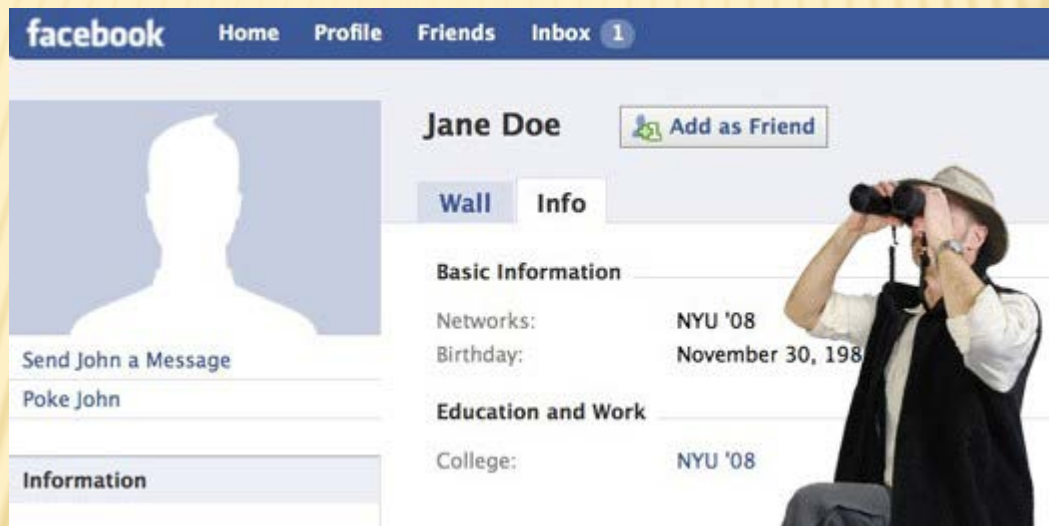 facebook Home Profile Friends Inbox 1
Jane Doe Add as Friend
Wall Info
Basic Information
Networks: NYU '08
Birthday: November 30, 198
Send John a Message
Poke John
Education and Work
College: NYU '08
Information